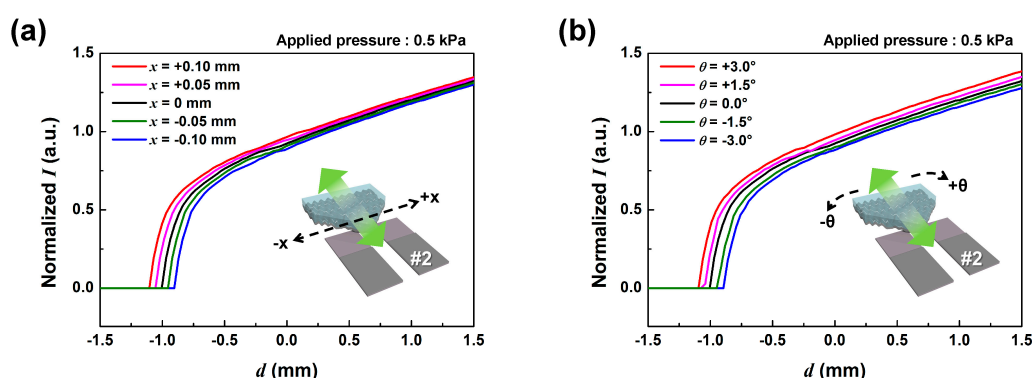 (a)
Applied pressure : 0.5 kPa
1.5
1.0
0.5
0.0
Normalized I (a.u.)
x = +0.10 mm
x = +0.05 mm
x = 0 mm
x = -0.05 mm
x = -0.10 mm
+x
-x
#2
-1.5 -1.0 -0.5 0.0 0.5 1.0 1.5
d (mm)
(b)
Applied pressure : 0.5 kPa
1.5
1.0
0.5
0.0
Normalized I (a.u.)
θ = +3.0°
θ = +1.5°
θ = 0.0°
θ = -1.5°
θ = -3.0°
+θ
-θ
#2
-1.5 -1.0 -0.5 0.0 0.5 1.0 1.5
d (mm)